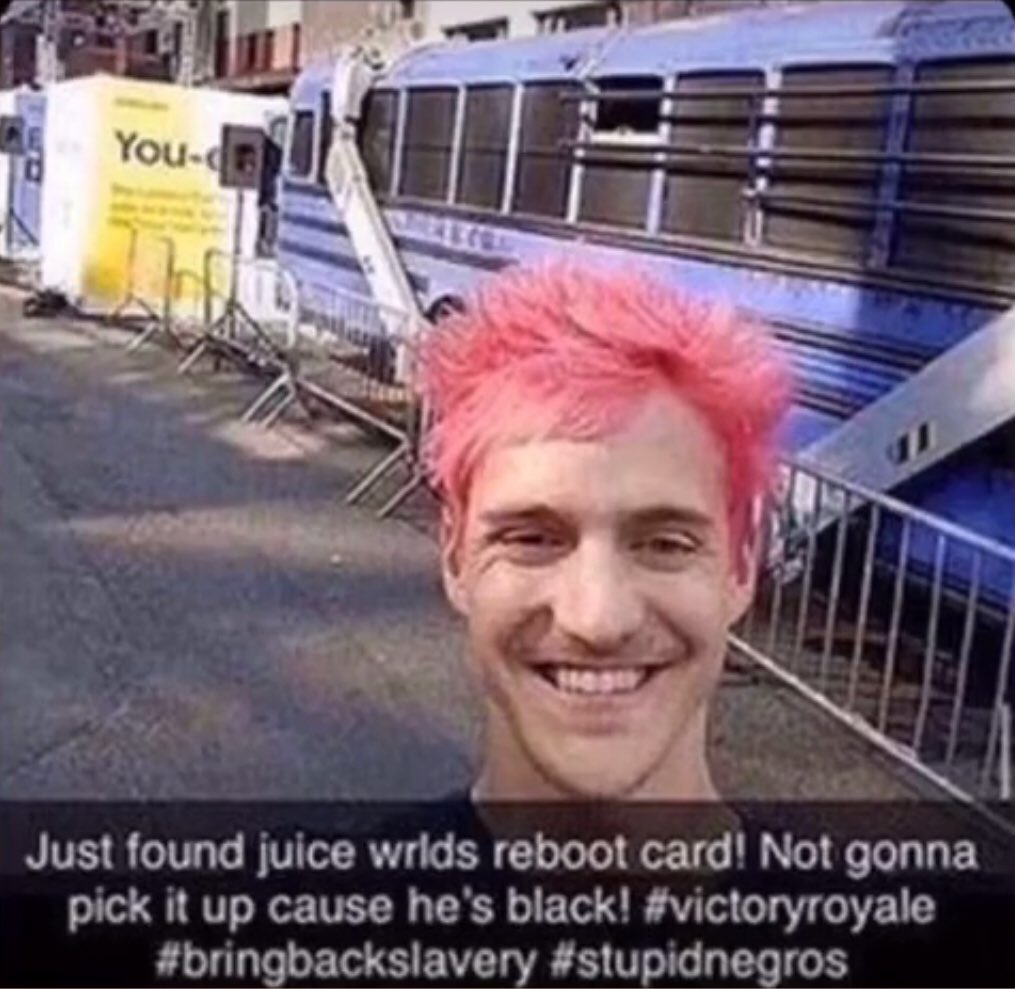 You-
Just found juice wrlds reboot card! Not gonna
pick it up cause he's black! #victoryroyale
#bringbackslavery #stupidnegros